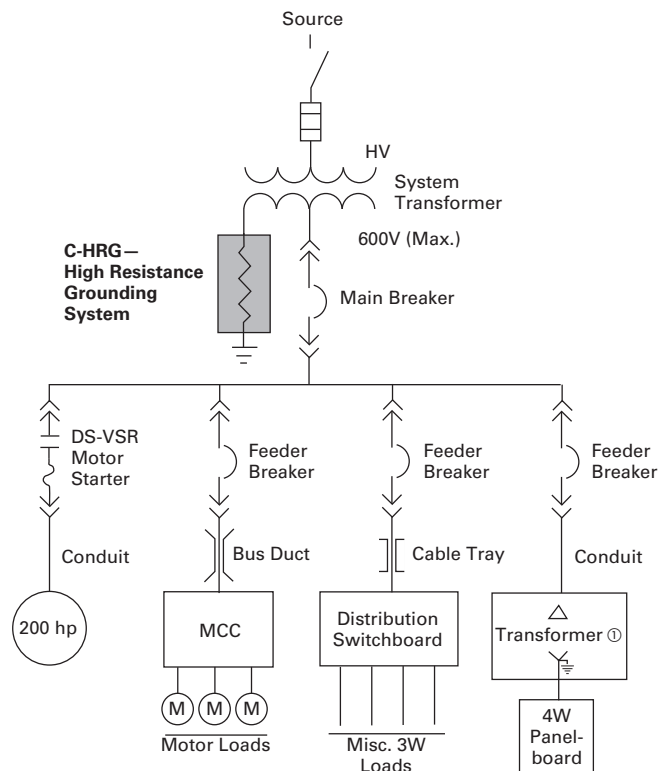 Source
HV
System
Transformer
600V (Max.)
C-HRG—
High Resistance
Grounding
System
Main Breaker
DS-VSR
Motor
Starter
Feeder
Breaker
Feeder
Breaker
Feeder
Breaker
Conduit
Bus Duct
Cable Tray
Conduit
200 hp
MCC
Distribution
Switchboard
Transformer ①
M M M
Motor Loads
Misc. 3W
Loads
4W
Panel-
board